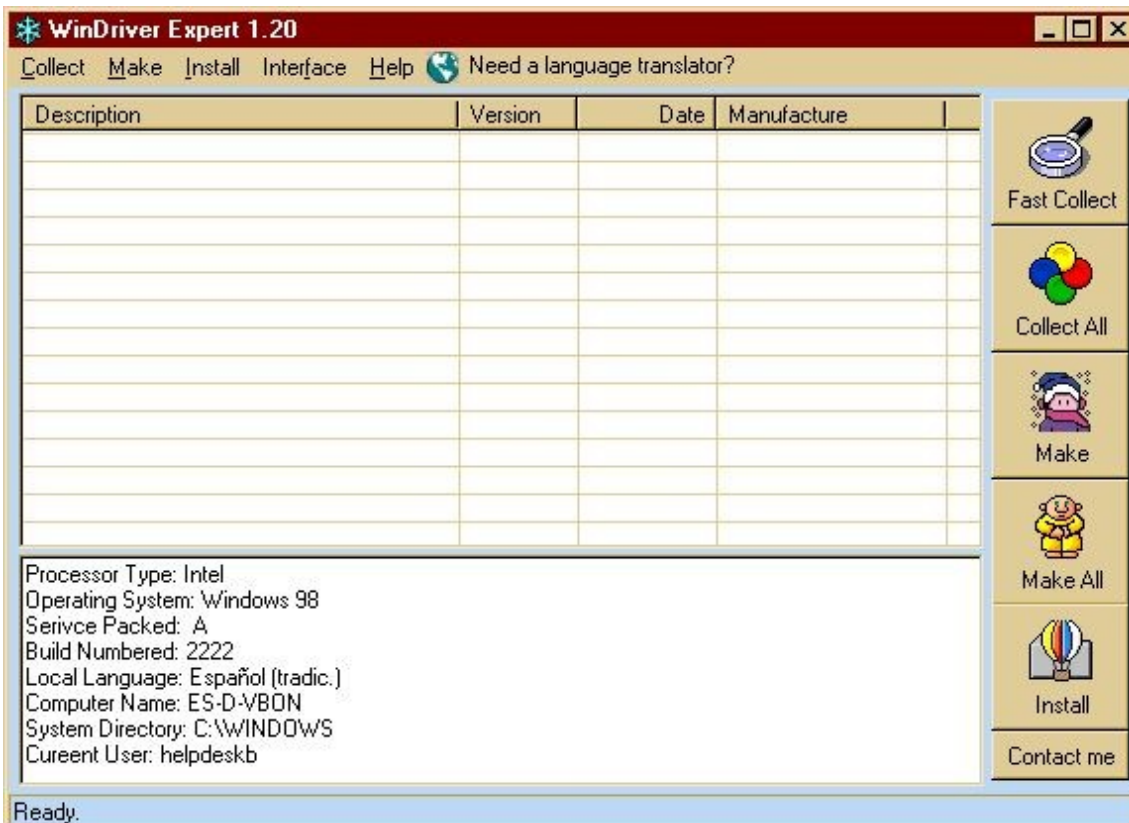 WinDriver Expert 1.20
Collect Make Install Interface Help Need a language translator?
Description Version Date Manufacture
Fast Collect
Collect All
Make
Make All
Install
Contact me
Processor Type: Intel
Operating System: Windows 98
Serivce Packed: A
Build Numbered: 2222
Local Language: Español (tradic.)
Computer Name: ES-D-VBON
System Directory: C:\WINDOWS
Cureent User: helpdeskb
Ready.